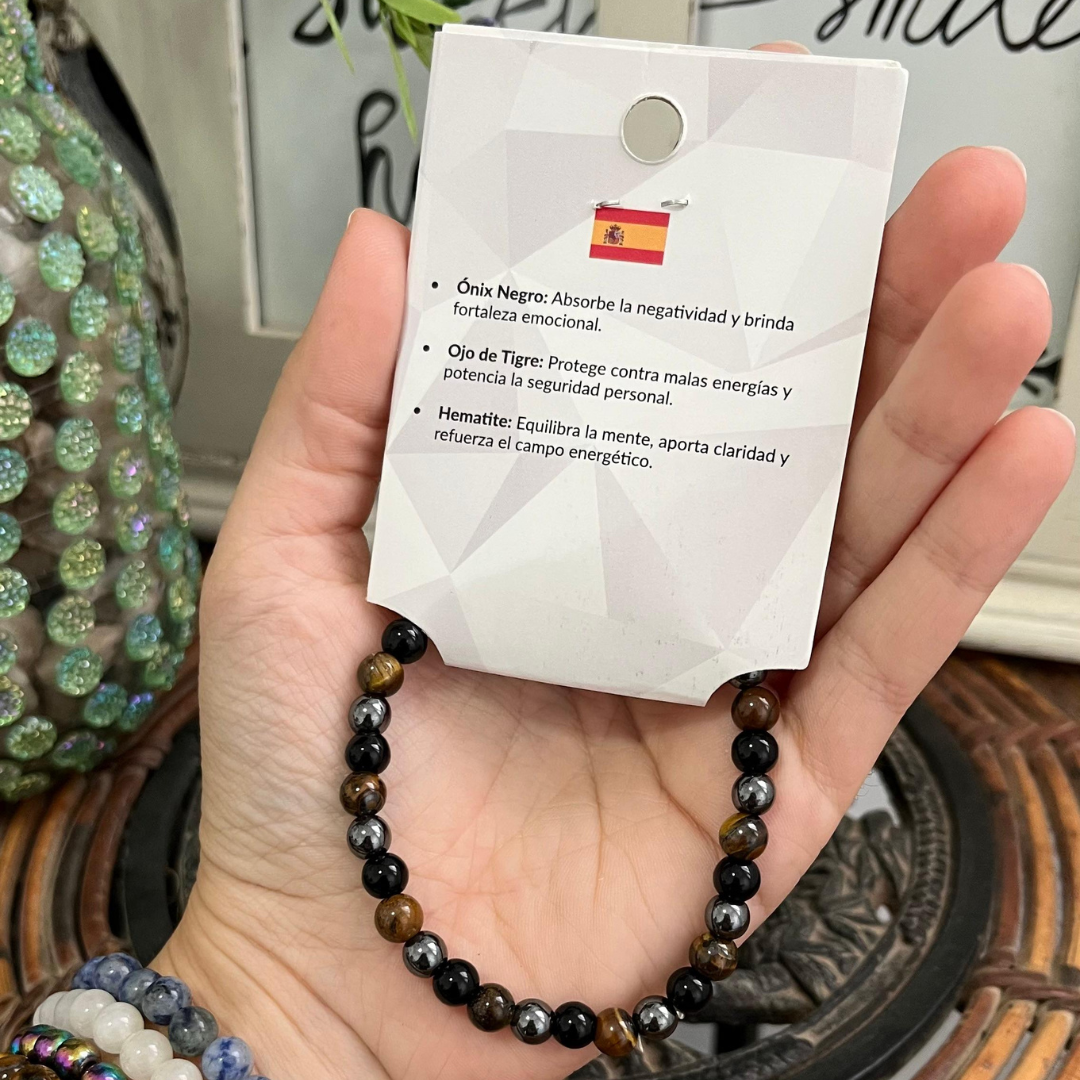 smile
Ónix Negro: Absorbe la negatividad y brinda
fortaleza emocional.
Ojo de Tigre: Protege contra malas energías y
potencia la seguridad personal.
Hematite: Equilibra la mente, aporta claridad y
refuerza el campo energético.